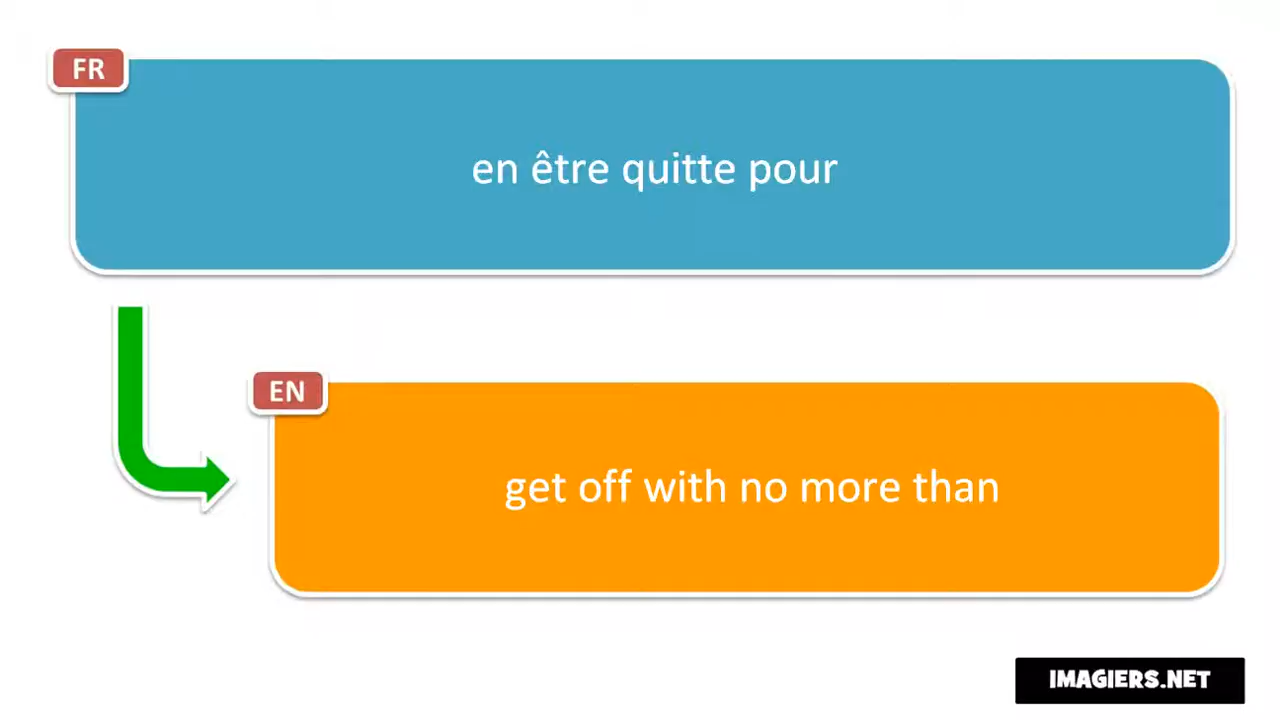 FR
en être quitte pour
EN
get off with no more than
IMAGIERS.NET